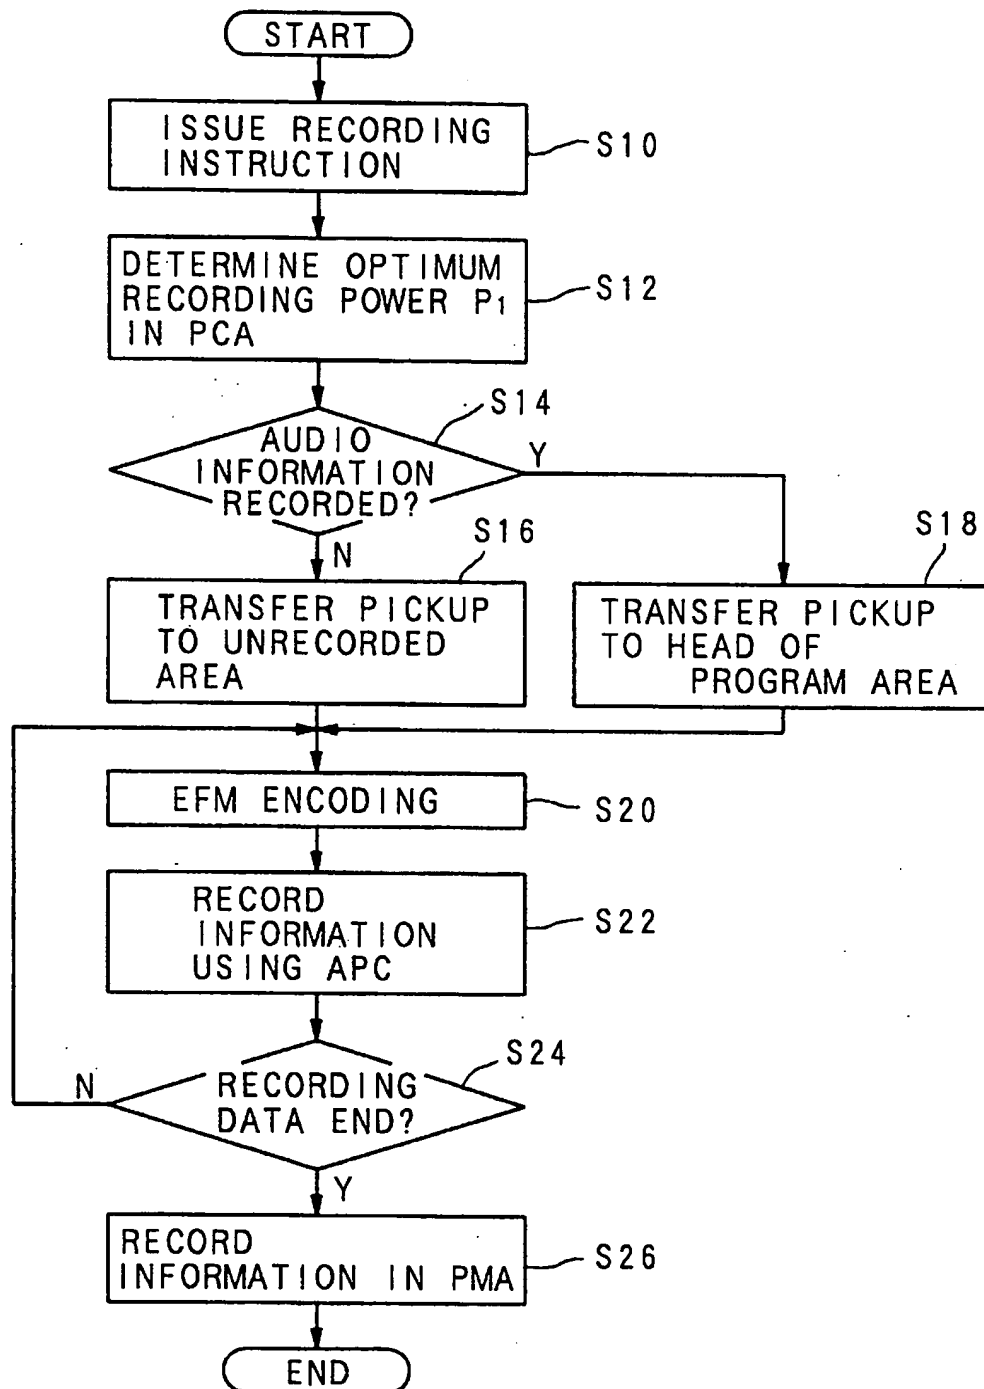 START
ISSUE RECORDING
INSTRUCTION
S10
DETERMINE OPTIMUM
RECORDING POWER P1
IN PCA
S12
S14
AUDIO
INFORMATION
RECORDED?
Y
N
S16
TRANSFER PICKUP
TO UNRECORDED
AREA
S18
TRANSFER PICKUP
TO HEAD OF
PROGRAM AREA
EFM ENCODING
S20
RECORD
INFORMATION
USING APC
S22
S24
RECORDING
DATA END?
N
Y
RECORD
INFORMATION IN PMA
S26
END